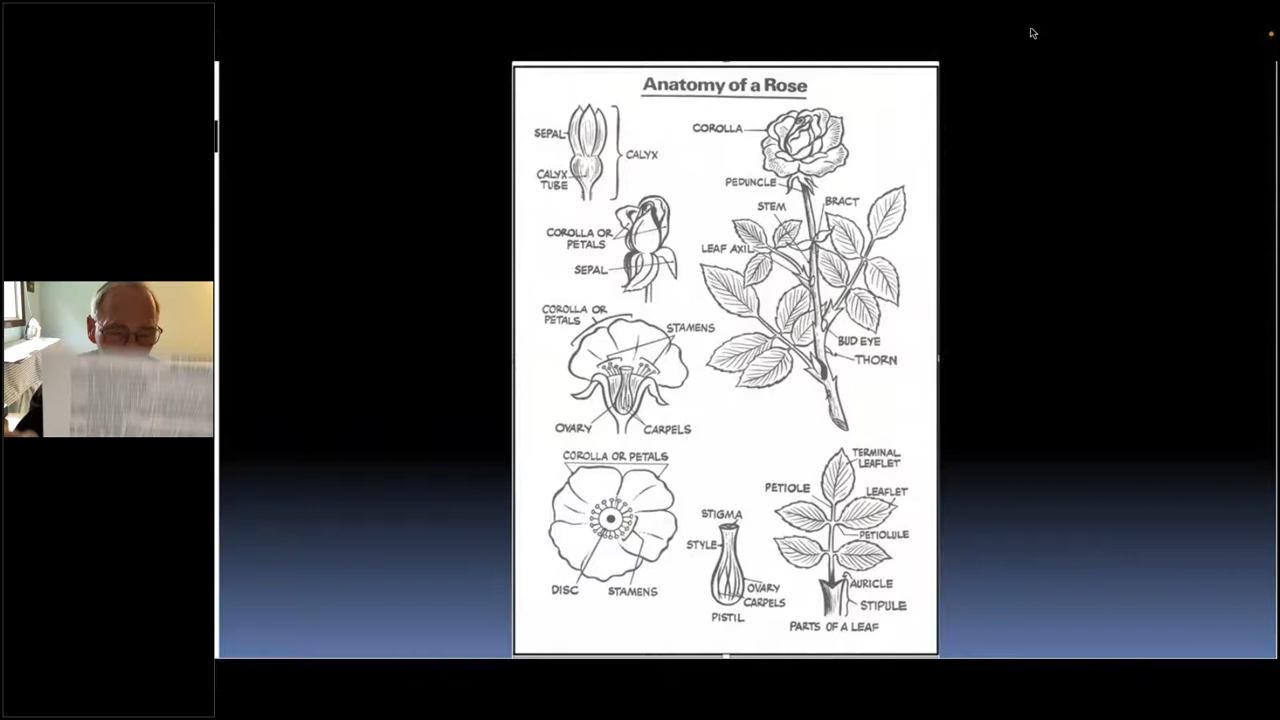 Anatomy of a Rose
SEPAL
CALYX
CALYX
TUBE
COROLLA OR
PETALS
SEPAL
COROLLA OR
PETALS
STAMENS
OVARY
CARPELS
COROLLA OR PETALS
DISC
STAMENS
COROLLA
PEDUNCLE
STEM
BRACT
LEAF AXIL
BUD EYE
THORN
STIGMA
STYLE
OVARY
CARPELS
PISTIL
TERMINAL
LEAFLET
PETIOLE
LEAFLET
PETIOLULE
AURICLE
STIPULE
PARTS OF A LEAF